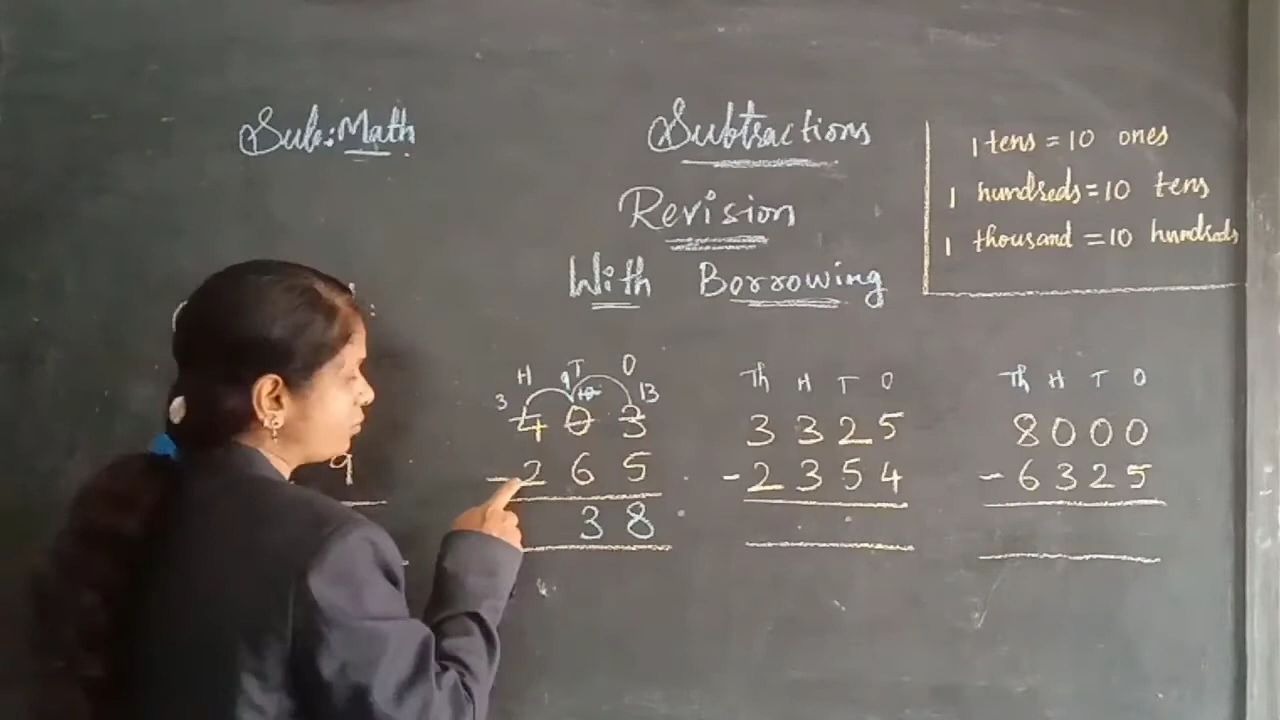 Sub: Math
Subtractions
Revision
With Borrowing
1 tens = 10 ones
1 hundreds = 10 tens
1 thousand = 10 hundreds
9
H T O
3 9 10 13
4 0 3
- 2 6 5
3 8
Th H T O
3 3 2 5
- 2 3 5 4
Th H T O
8 0 0 0
- 6 3 2 5